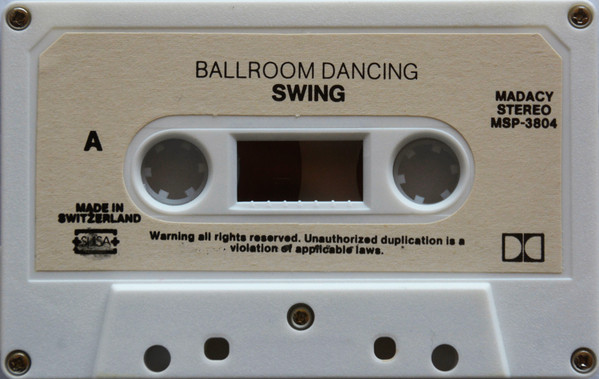 BALLROOM DANCING
SWING
MADACY
STEREO
MSP-3804
A
MADE IN
SWITZERLAND
SUISA
Warning all rights reserved. Unauthorized duplication is a
violation of applicable laws.